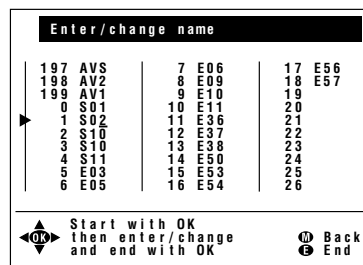 Enter/change name
197 AVS
198 AV2
199 AV1
0 S01
1 S02
2 S10
3 S10
4 S11
5 E03
6 E05
7 E06
8 E09
9 E10
10 E11
11 E36
12 E37
13 E38
14 E50
15 E53
16 E54
17 E56
18 E57
19
20
21
22
23
24
25
26
OK
Start with OK
then enter/change
and end with OK
M Back
E End